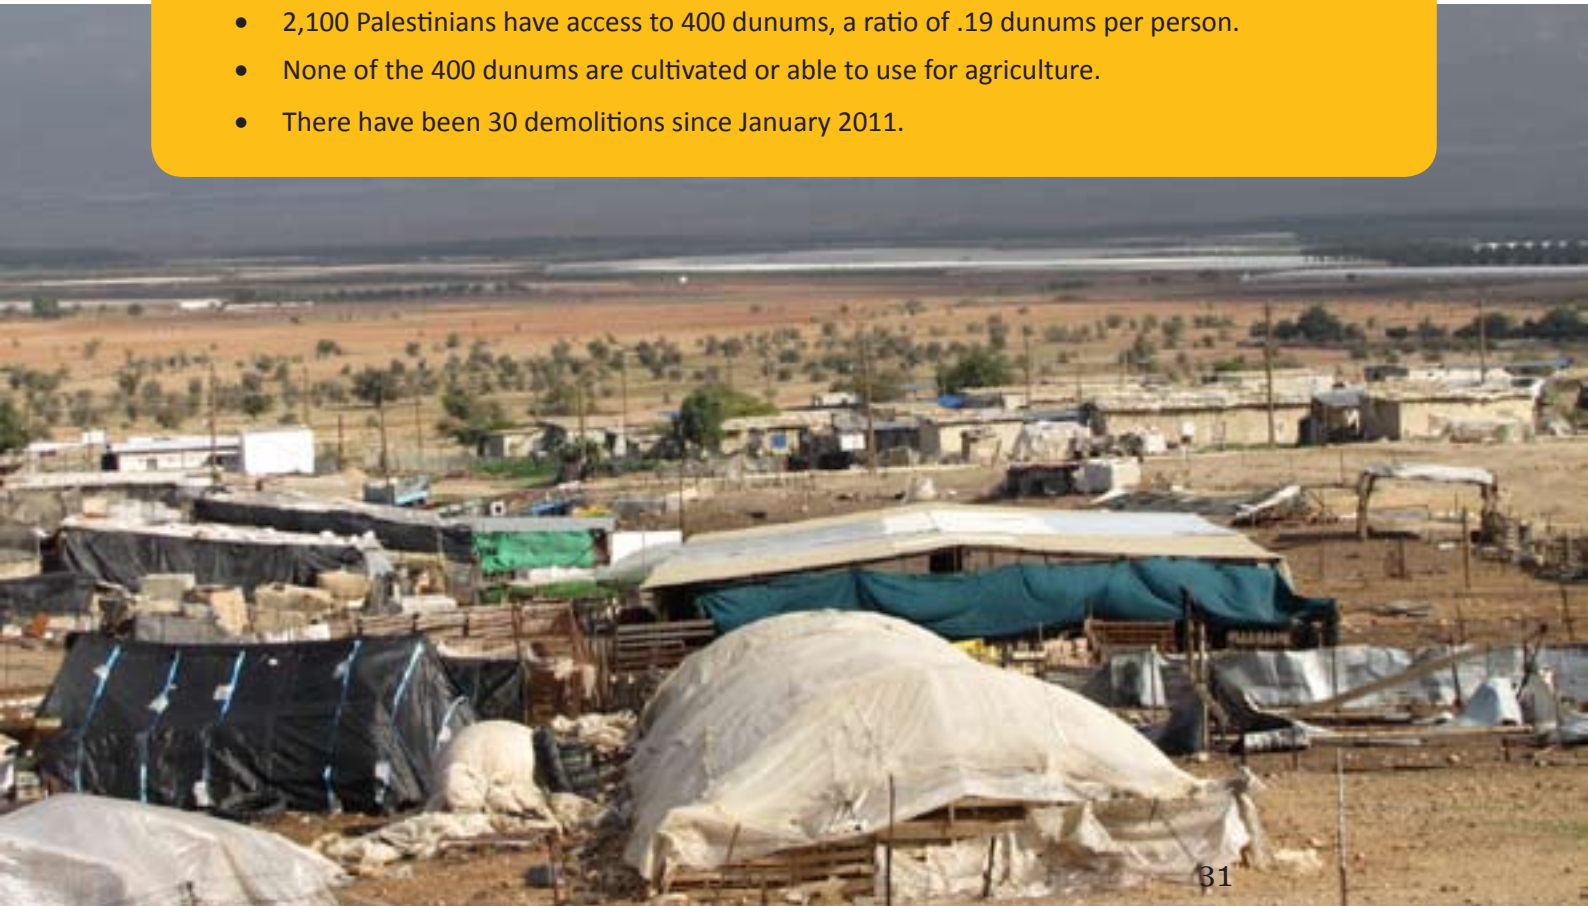 • 2,100 Palestinians have access to 400 dunums, a ratio of .19 dunums per person.
• None of the 400 dunums are cultivated or able to use for agriculture.
• There have been 30 demolitions since January 2011.
31